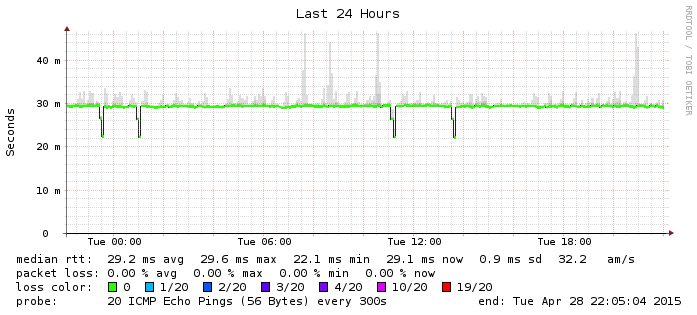 Last 24 Hours
RRDTOOL / TOBI OETIKER
Seconds
40 m
30 m
20 m
10 m
0
Tue 00:00 Tue 06:00 Tue 12:00 Tue 18:00
median rtt: 29.2 ms avg 29.6 ms max 22.1 ms min 29.1 ms now 0.9 ms sd 32.2 am/s
packet loss: 0.00 % avg 0.00 % max 0.00 % min 0.00 % now
loss color: 0 1/20 2/20 3/20 4/20 10/20 19/20
probe: 20 ICMP Echo Pings (56 Bytes) every 300s end: Tue Apr 28 22:05:04 2015